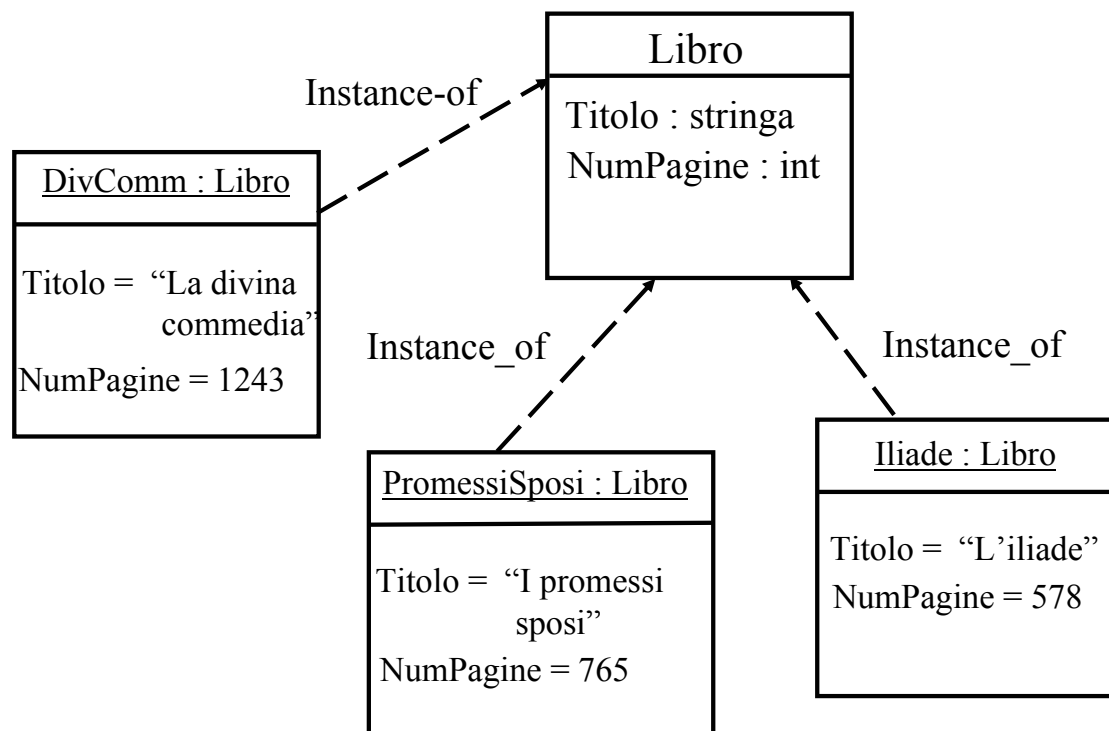 Libro
Titolo : stringa
NumPagine : int
Instance-of
DivComm : Libro
Titolo = “La divina
commedia”
NumPagine = 1243
Instance_of
Instance_of
PromessiSposi : Libro
Titolo = “I promessi
sposi”
NumPagine = 765
Iliade : Libro
Titolo = “L’iliade”
NumPagine = 578